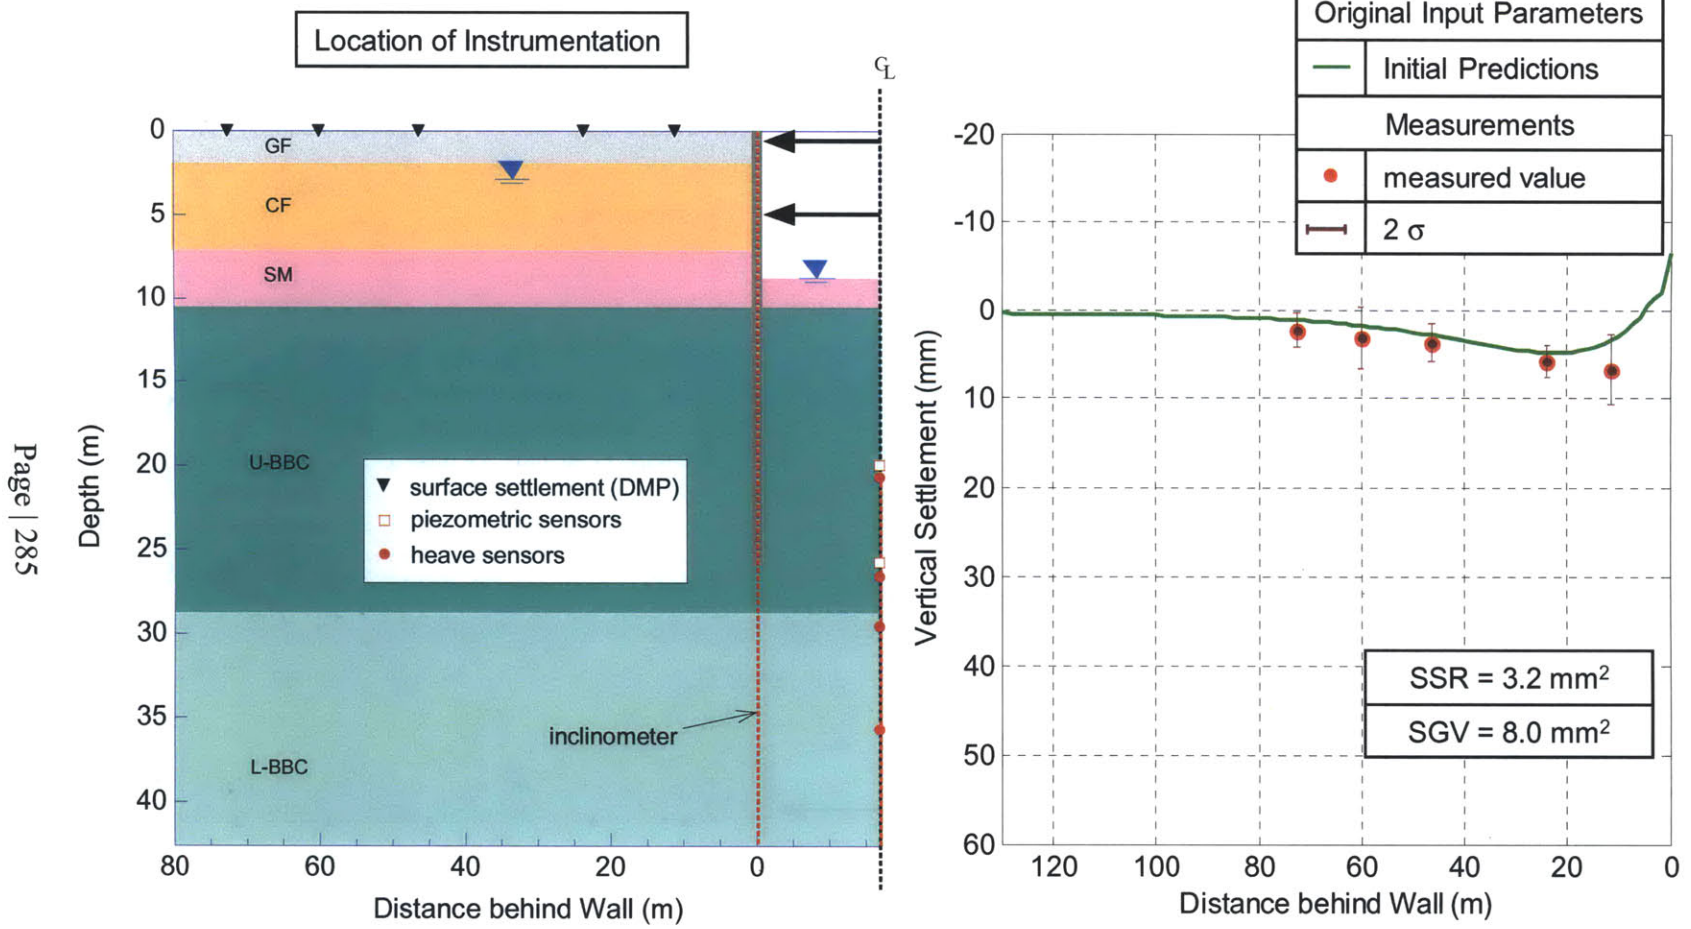 Location of Instrumentation
C̲L
0
GF
CF
5
SM
10
15
20
U-BBC
25
30
35
L-BBC
40
Depth (m)
surface settlement (DMP)
piezometric sensors
heave sensors
inclinometer
80 60 40 20 0
Distance behind Wall (m)
Page | 285
Original Input Parameters
Initial Predictions
Measurements
measured value
2 σ
-20
-10
0
10
20
30
40
50
60
Vertical Settlement (mm)
SSR = 3.2 mm²
SGV = 8.0 mm²
120 100 80 60 40 20 0
Distance behind Wall (m)